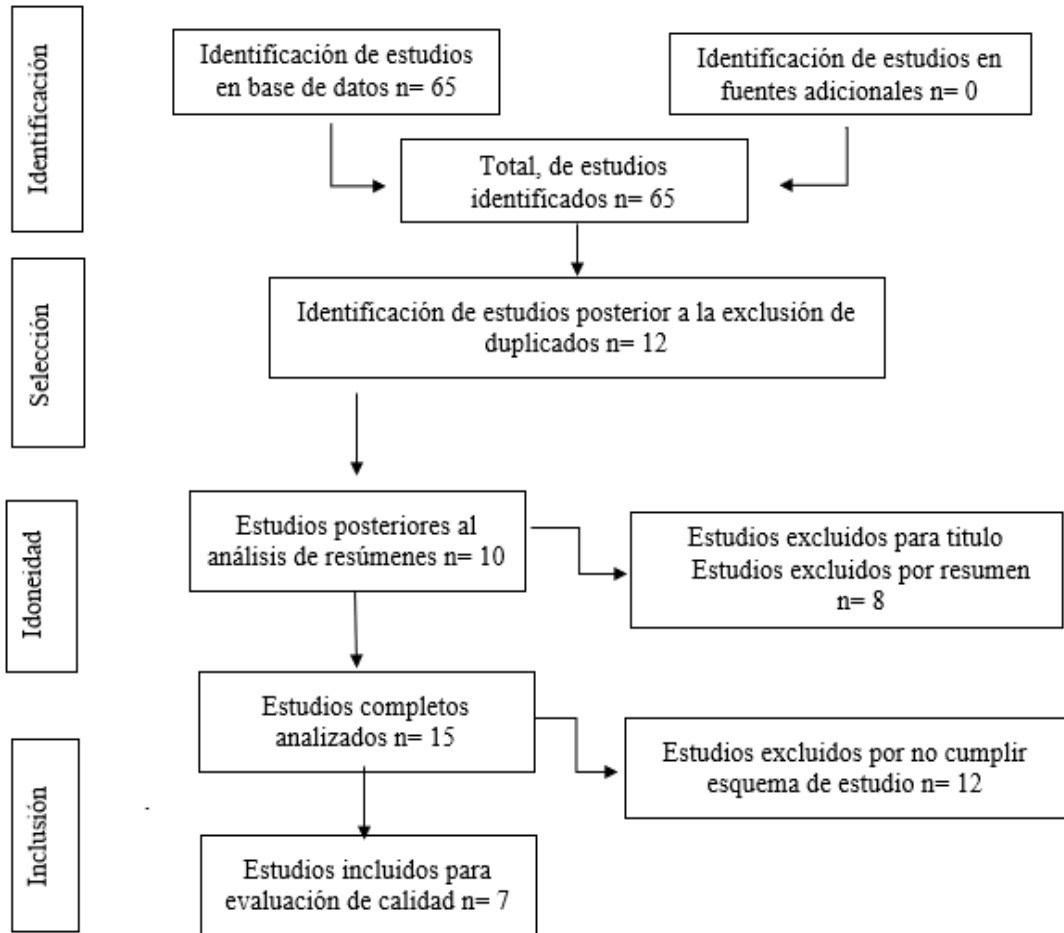 Identificación
Identificación de estudios
en base de datos n= 65
Identificación de estudios en
fuentes adicionales n= 0
Total, de estudios
identificados n= 65
Selección
Identificación de estudios posterior a la exclusión de
duplicados n= 12
Idoneidad
Estudios posteriores al
análisis de resúmenes n= 10
Estudios excluidos para titulo
Estudios excluidos por resumen
n= 8
Estudios completos
analizados n= 15
Estudios excluidos por no cumplir
esquema de estudio n= 12
Inclusión
Estudios incluidos para
evaluación de calidad n= 7